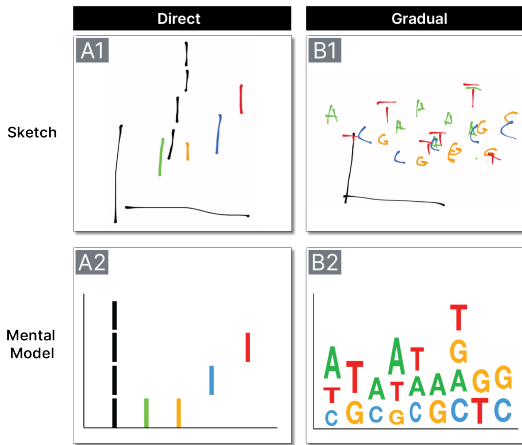 Direct Gradual
A1 B1
Sketch
A T A A T
C G A
C G
A2 B2
Mental
Model
T
A T A T G
T A T A A A G G
C G C G C G C T C